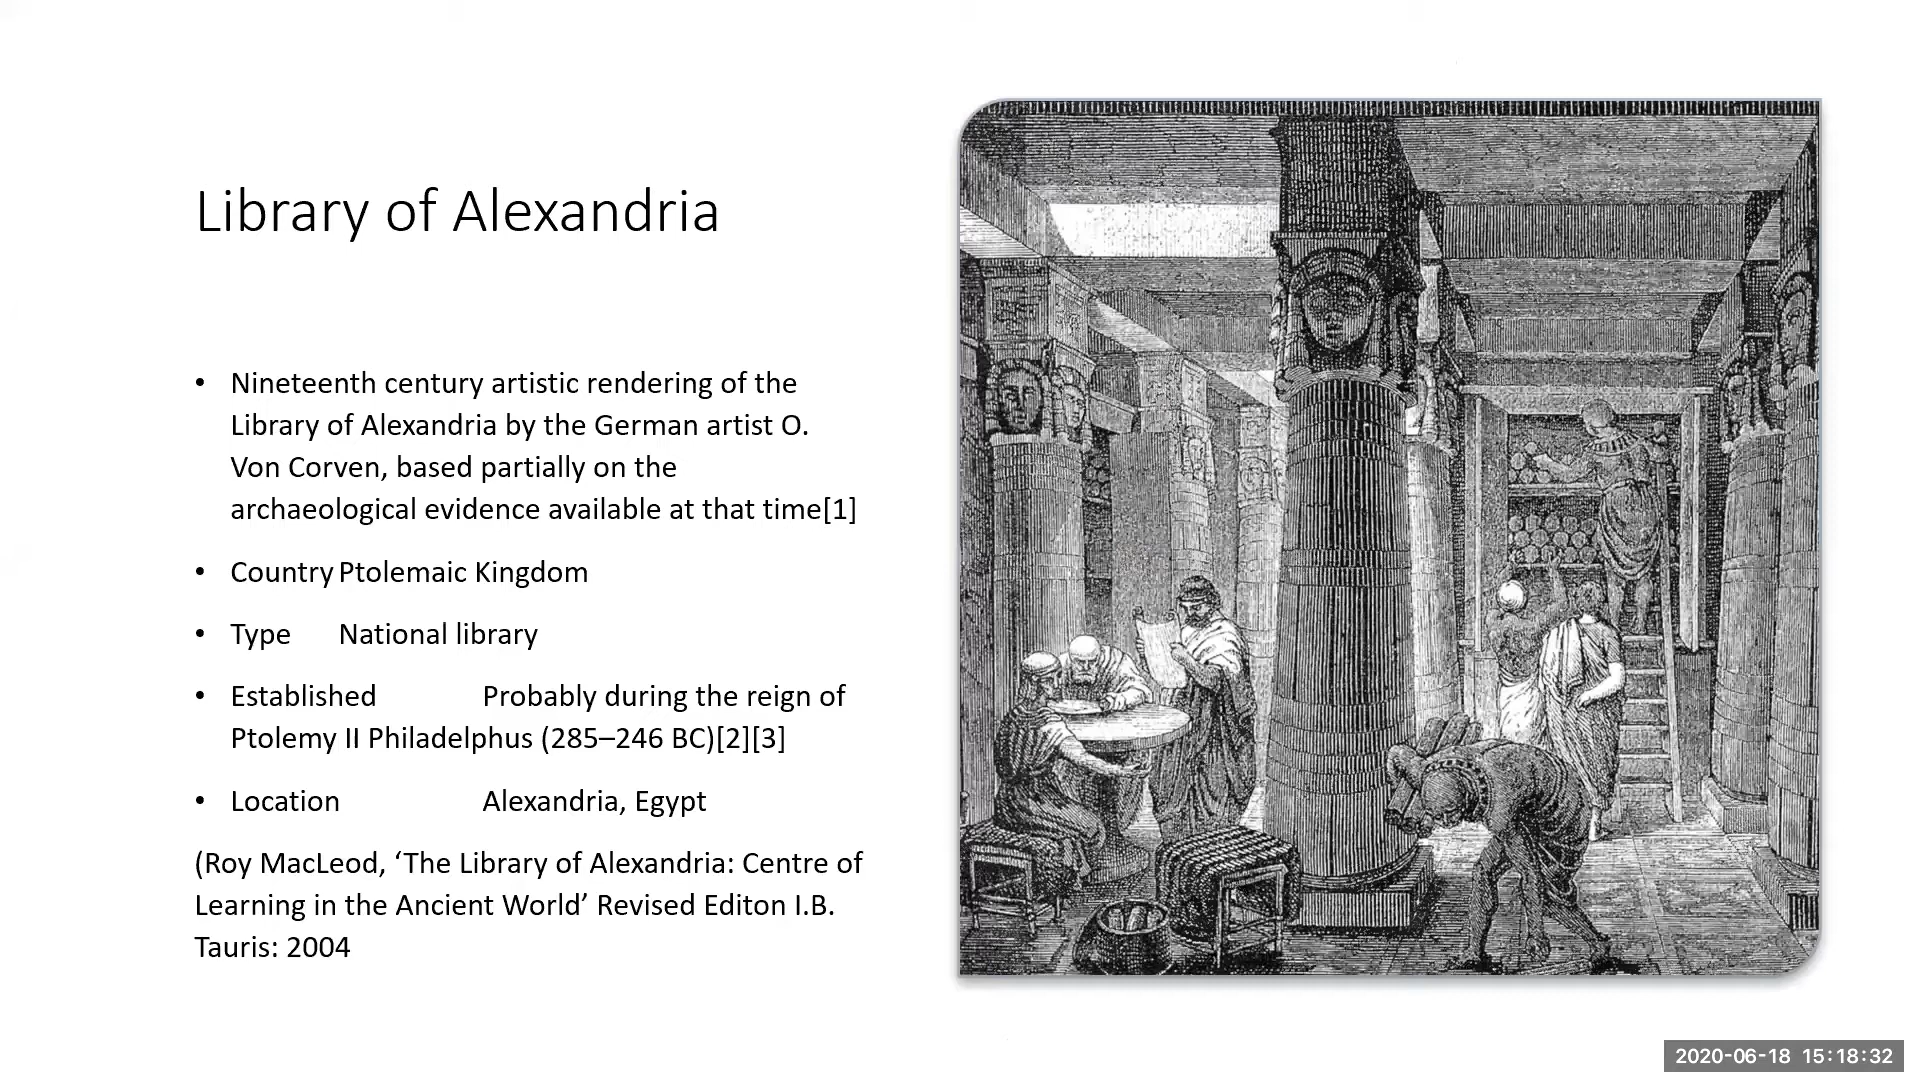 Library of Alexandria
• Nineteenth century artistic rendering of the
Library of Alexandria by the German artist O.
Von Corven, based partially on the
archaeological evidence available at that time[1]
• Country Ptolemaic Kingdom
• Type National library
• Established Probably during the reign of
Ptolemy II Philadelphus (285–246 BC)[2][3]
• Location Alexandria, Egypt
(Roy MacLeod, ‘The Library of Alexandria: Centre of
Learning in the Ancient World’ Revised Editon I.B.
Tauris: 2004
2020-06-18 15:18:32